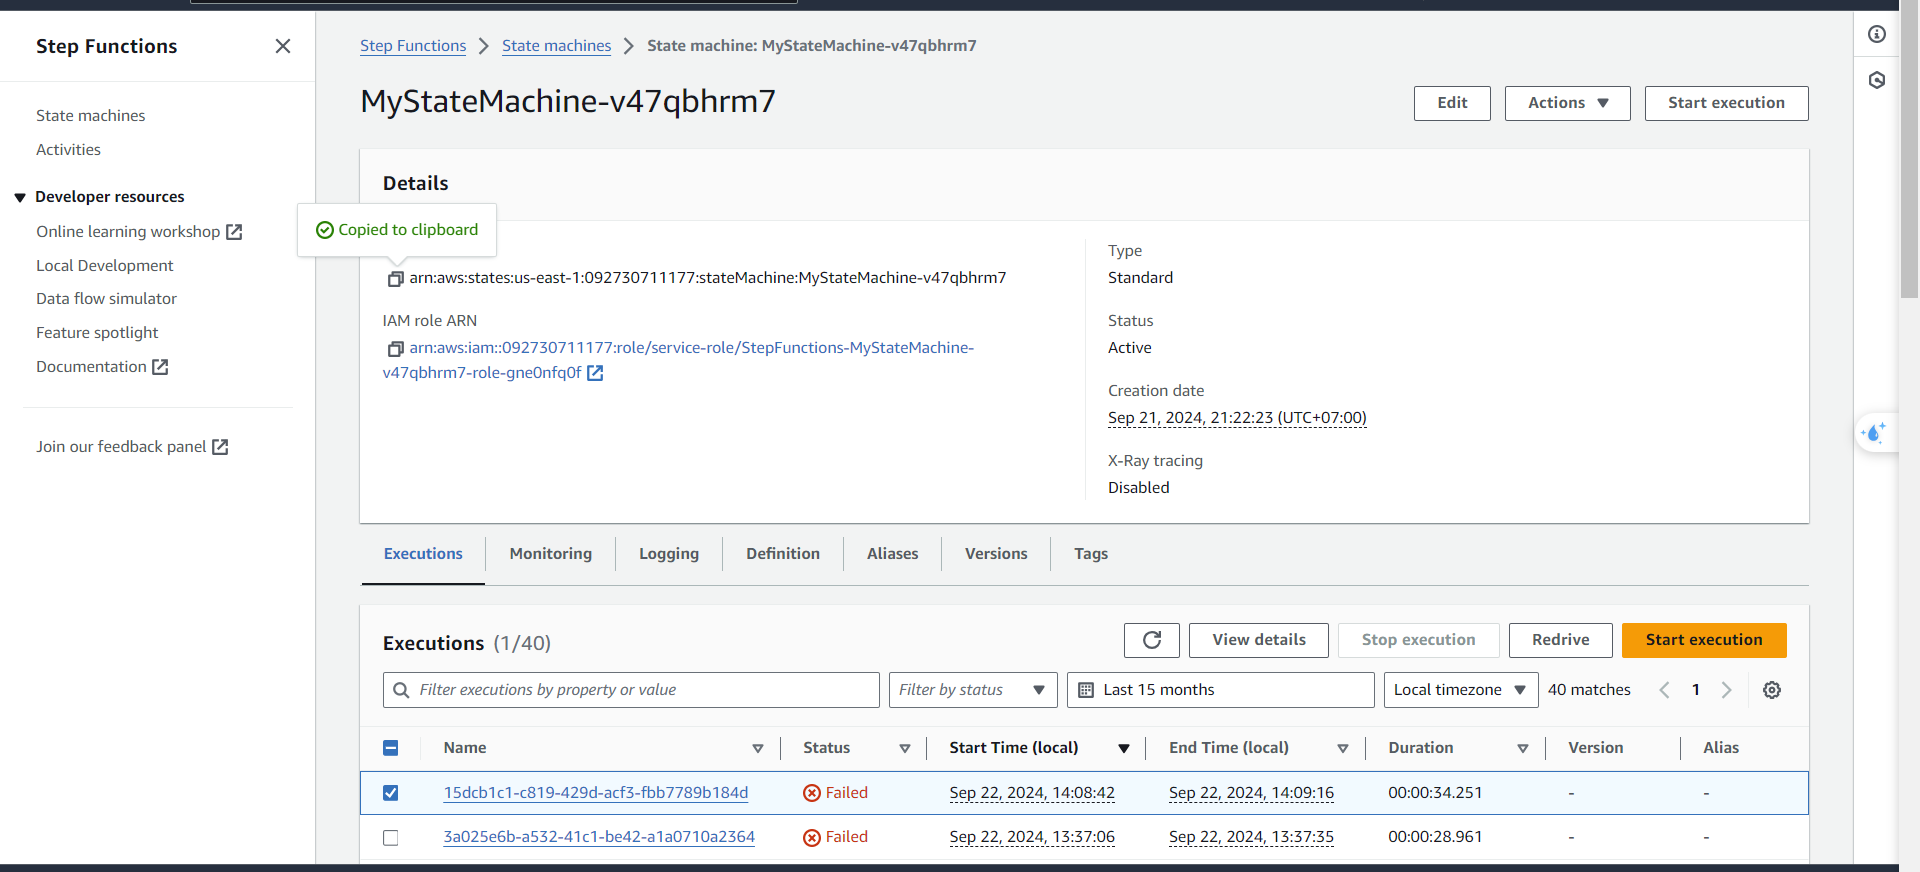 Step Functions
State machines
Activities
Developer resources
Online learning workshop
Local Development
Data flow simulator
Feature spotlight
Documentation
Join our feedback panel
Step Functions > State machines > State machine: MyStateMachine-v47qbhrm7
MyStateMachine-v47qbhrm7
Edit Actions Start execution
Details
Copied to clipboard
arn:aws:states:us-east-1:092730711177:stateMachine:MyStateMachine-v47qbhrm7
IAM role ARN
arn:aws:iam::092730711177:role/service-role/StepFunctions-MyStateMachine-
v47qbhrm7-role-gne0nfq0f
Type
Standard
Status
Active
Creation date
Sep 21, 2024, 21:22:23 (UTC+07:00)
X-Ray tracing
Disabled
Executions Monitoring Logging Definition Aliases Versions Tags
Executions (1/40)
View details Stop execution Redrive Start execution
Filter executions by property or value Filter by status Last 15 months Local timezone 40 matches 1
Name Status Start Time (local) End Time (local) Duration Version Alias
15dcb1c1-c819-429d-acf3-fbb7789b184d Failed Sep 22, 2024, 14:08:42 Sep 22, 2024, 14:09:16 00:00:34.251 - -
3a025e6b-a532-41c1-be42-a1a0710a2364 Failed Sep 22, 2024, 13:37:06 Sep 22, 2024, 13:37:35 00:00:28.961 - -